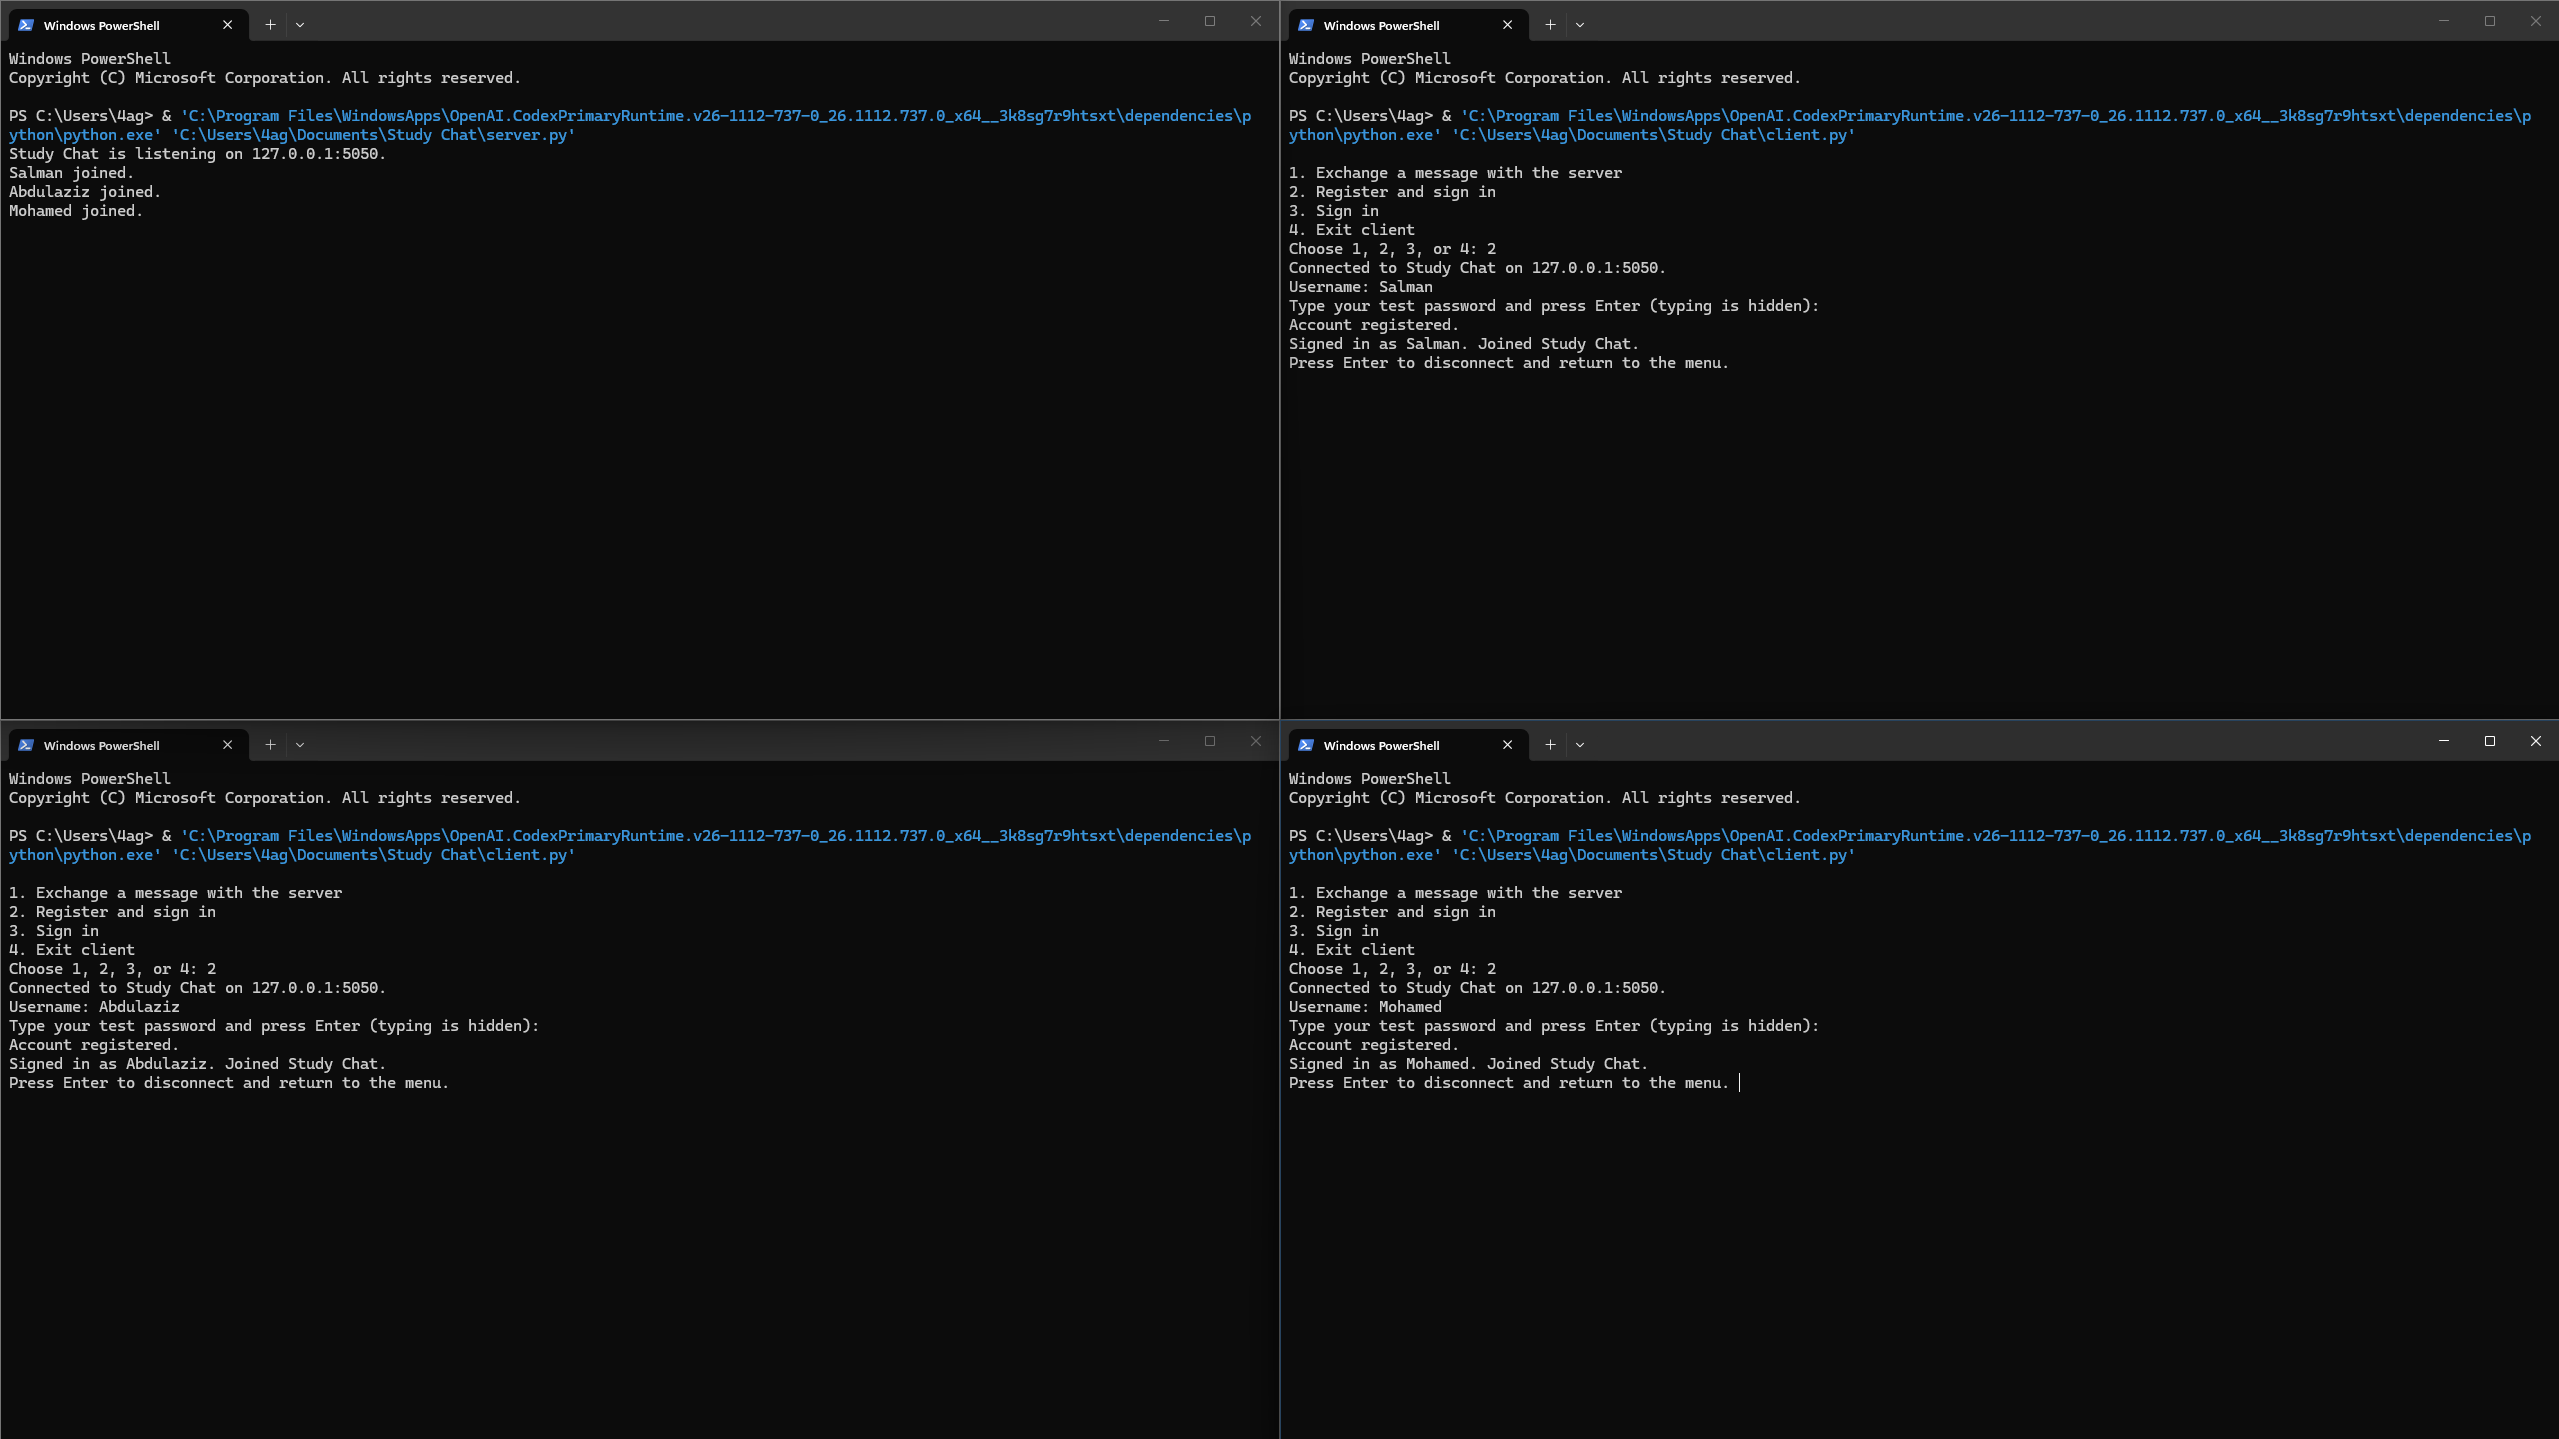 Windows PowerShell
Windows PowerShell
Copyright (C) Microsoft Corporation. All rights reserved.
PS C:\Users\4ag> & 'C:\Program Files\WindowsApps\OpenAI.CodexPrimaryRuntime.v26-1112-737-0_26.1112.737.0_x64__3k8sg7r9htsxt\dependencies\p
ython\python.exe' 'C:\Users\4ag\Documents\Study Chat\server.py'
Study Chat is listening on 127.0.0.1:5050.
Salman joined.
Abdulaziz joined.
Mohamed joined.
Windows PowerShell
Windows PowerShell
Copyright (C) Microsoft Corporation. All rights reserved.
PS C:\Users\4ag> & 'C:\Program Files\WindowsApps\OpenAI.CodexPrimaryRuntime.v26-1112-737-0_26.1112.737.0_x64__3k8sg7r9htsxt\dependencies\p
ython\python.exe' 'C:\Users\4ag\Documents\Study Chat\client.py'
1. Exchange a message with the server
2. Register and sign in
3. Sign in
4. Exit client
Choose 1, 2, 3, or 4: 2
Connected to Study Chat on 127.0.0.1:5050.
Username: Salman
Type your test password and press Enter (typing is hidden):
Account registered.
Signed in as Salman. Joined Study Chat.
Press Enter to disconnect and return to the menu.
Windows PowerShell
Windows PowerShell
Copyright (C) Microsoft Corporation. All rights reserved.
PS C:\Users\4ag> & 'C:\Program Files\WindowsApps\OpenAI.CodexPrimaryRuntime.v26-1112-737-0_26.1112.737.0_x64__3k8sg7r9htsxt\dependencies\p
ython\python.exe' 'C:\Users\4ag\Documents\Study Chat\client.py'
1. Exchange a message with the server
2. Register and sign in
3. Sign in
4. Exit client
Choose 1, 2, 3, or 4: 2
Connected to Study Chat on 127.0.0.1:5050.
Username: Abdulaziz
Type your test password and press Enter (typing is hidden):
Account registered.
Signed in as Abdulaziz. Joined Study Chat.
Press Enter to disconnect and return to the menu.
Windows PowerShell
Windows PowerShell
Copyright (C) Microsoft Corporation. All rights reserved.
PS C:\Users\4ag> & 'C:\Program Files\WindowsApps\OpenAI.CodexPrimaryRuntime.v26-1112-737-0_26.1112.737.0_x64__3k8sg7r9htsxt\dependencies\p
ython\python.exe' 'C:\Users\4ag\Documents\Study Chat\client.py'
1. Exchange a message with the server
2. Register and sign in
3. Sign in
4. Exit client
Choose 1, 2, 3, or 4: 2
Connected to Study Chat on 127.0.0.1:5050.
Username: Mohamed
Type your test password and press Enter (typing is hidden):
Account registered.
Signed in as Mohamed. Joined Study Chat.
Press Enter to disconnect and return to the menu.